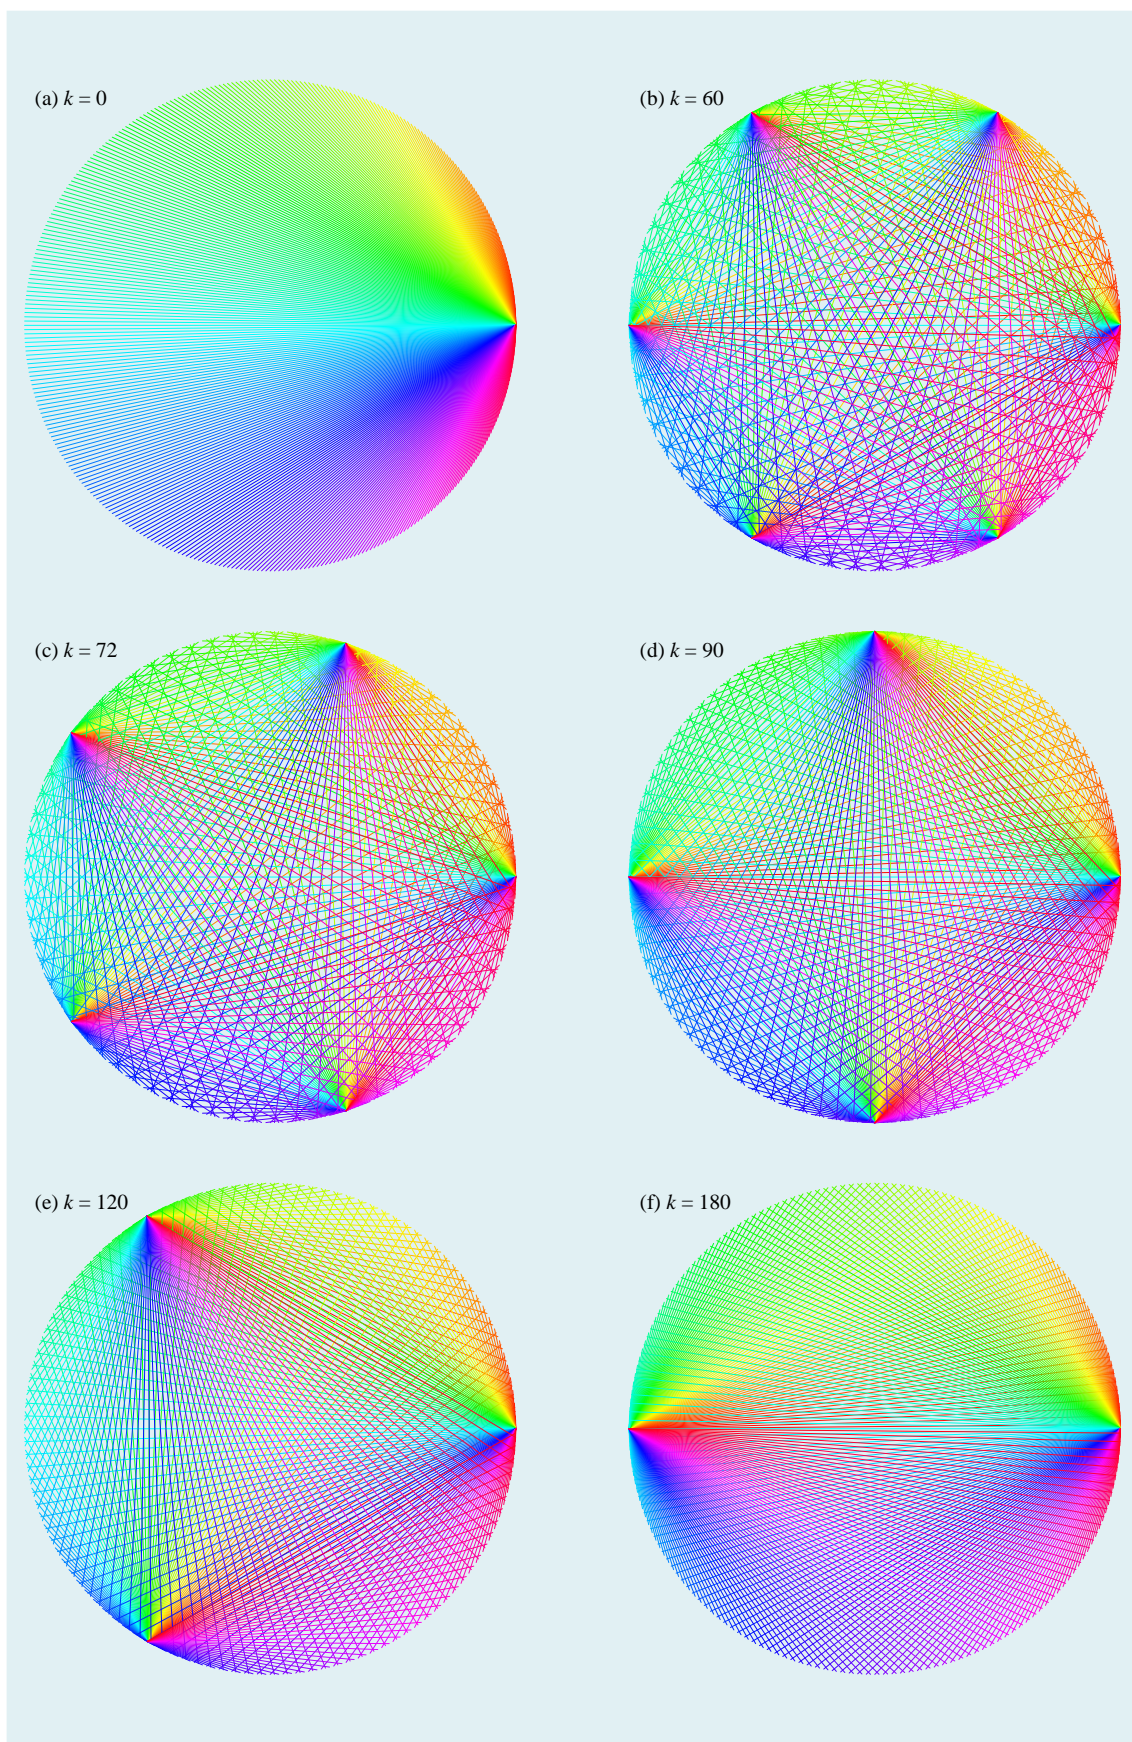 (a) k = 0
(b) k = 60
(c) k = 72
(d) k = 90
(e) k = 120
(f) k = 180